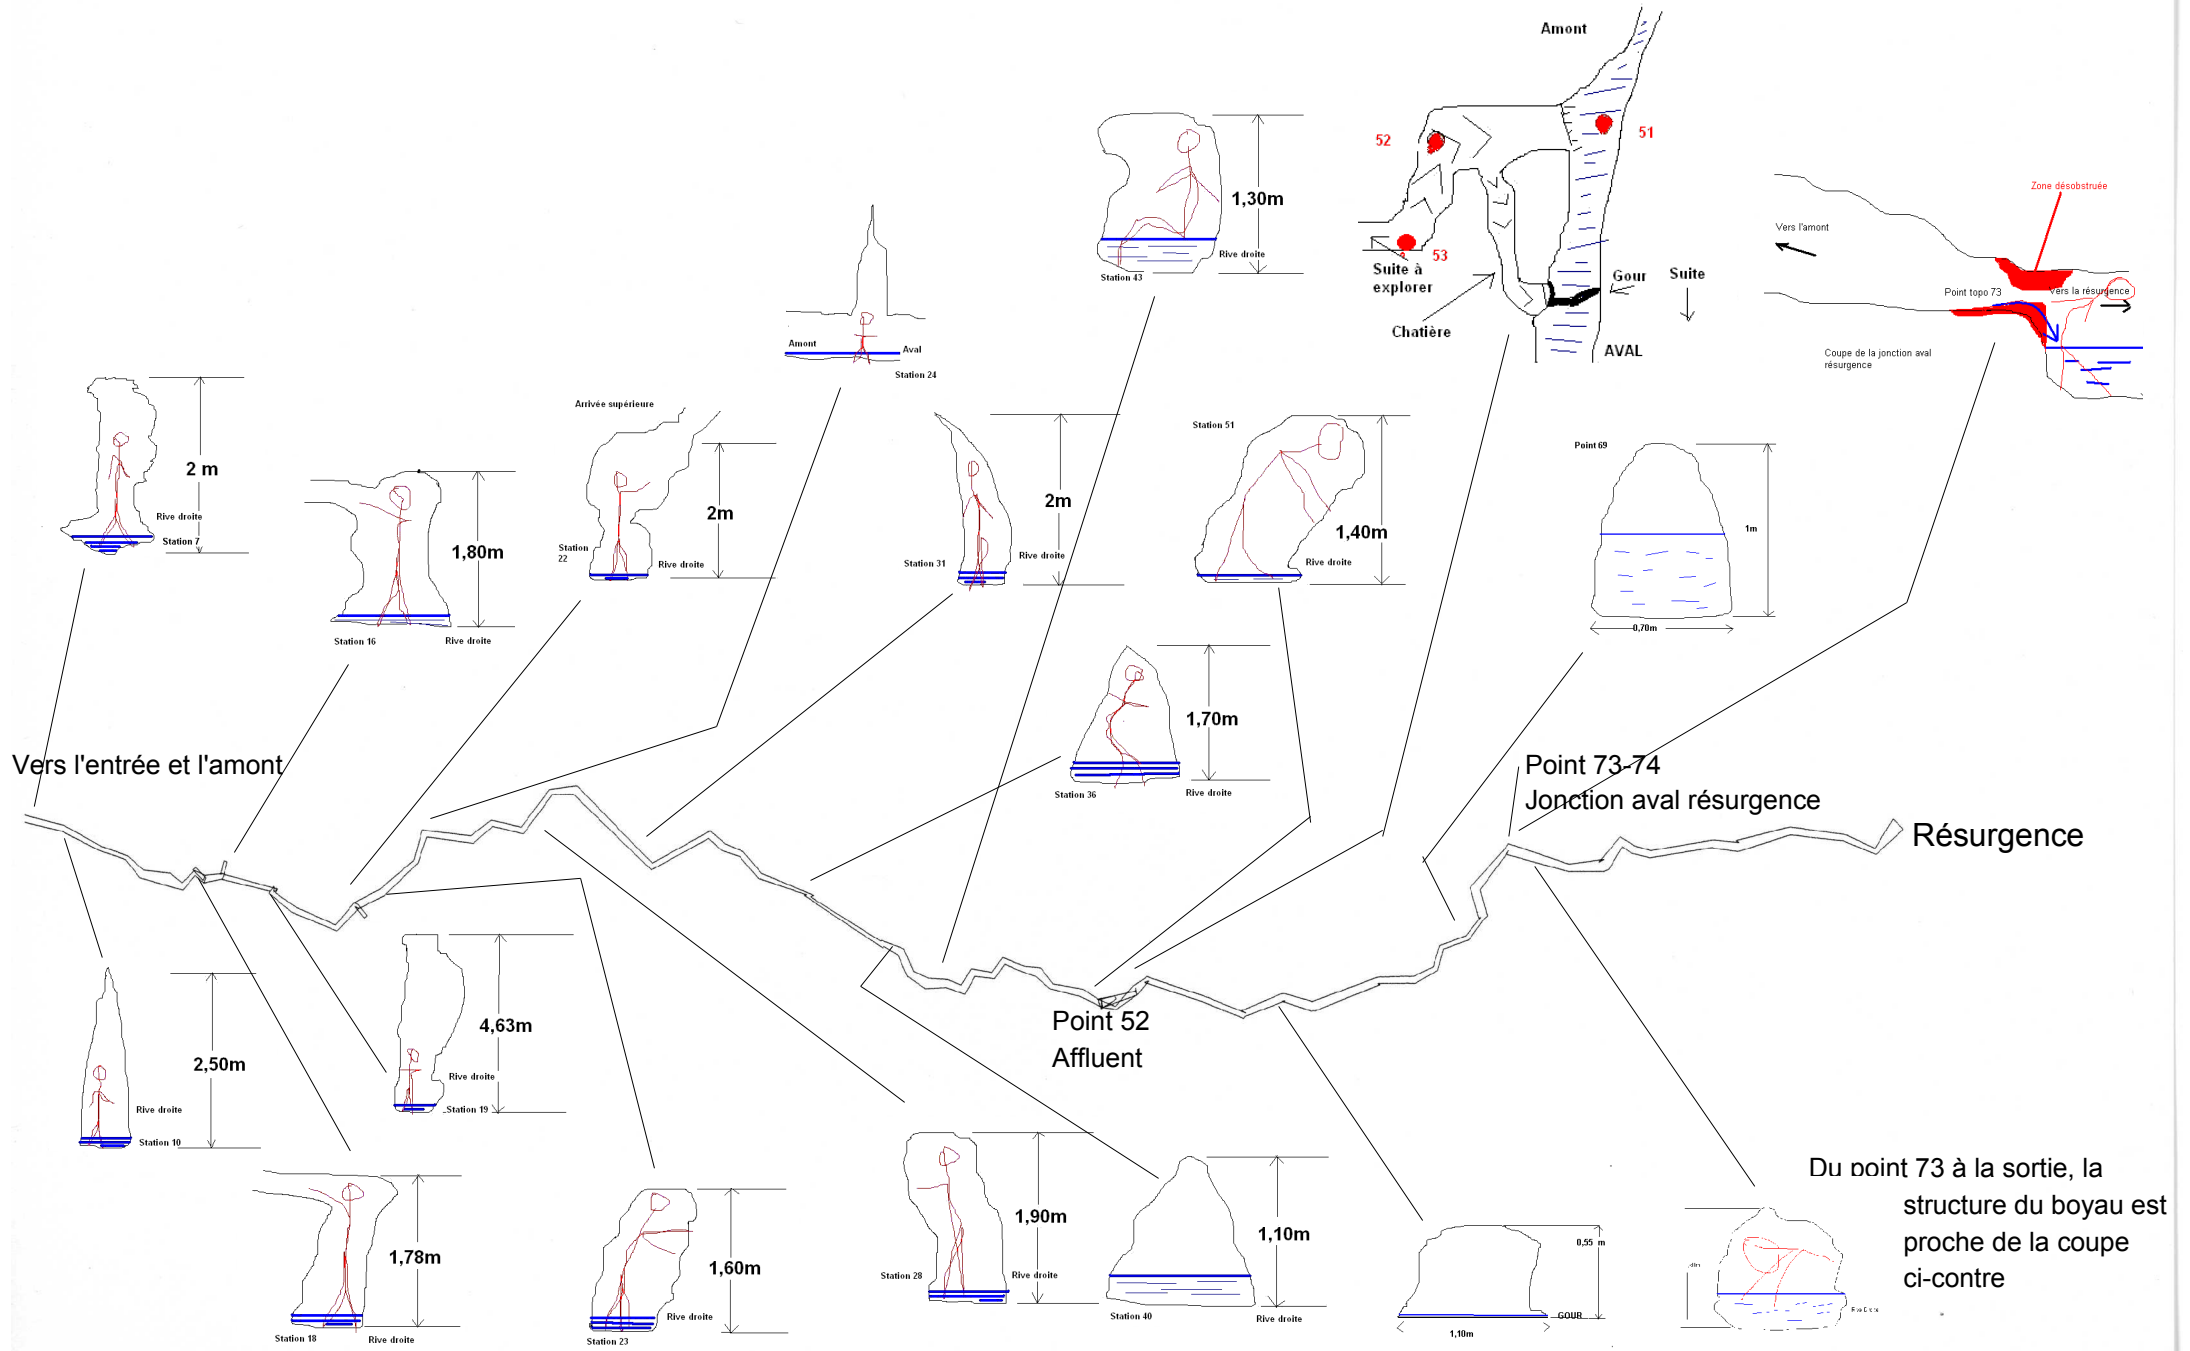 Amont
51
52
53
Suite à
explorer
Chatière
Gour
Suite
AVAL
Zone désobstruée
Vers l'amont
Point topo 73
Vers la résurgence
Coupe de la jonction aval
résurgence
1,30m
Rive droite
Station 43
Amont
Aval
Station 24
2 m
Rive droite
Station 7
1,80m
Station 16
Rive droite
Arrivée supérieure
2m
Station
22
Rive droite
2m
Station 31
Rive droite
Station 51
1,40m
Rive droite
Point 69
1m
0,70m
1,70m
Station 36
Rive droite
Vers l'entrée et l'amont
Point 73-74
Jonction aval résurgence
Résurgence
Point 52
Affluent
2,50m
Rive droite
Station 10
4,63m
Rive droite
Station 19
1,78m
Station 18
Rive droite
1,60m
Rive droite
Station 23
1,90m
Station 28
Rive droite
1,10m
Station 40
Rive droite
0,55 m
GOUR
1,10m
Du point 73 à la sortie, la
structure du boyau est
proche de la coupe
ci-contre